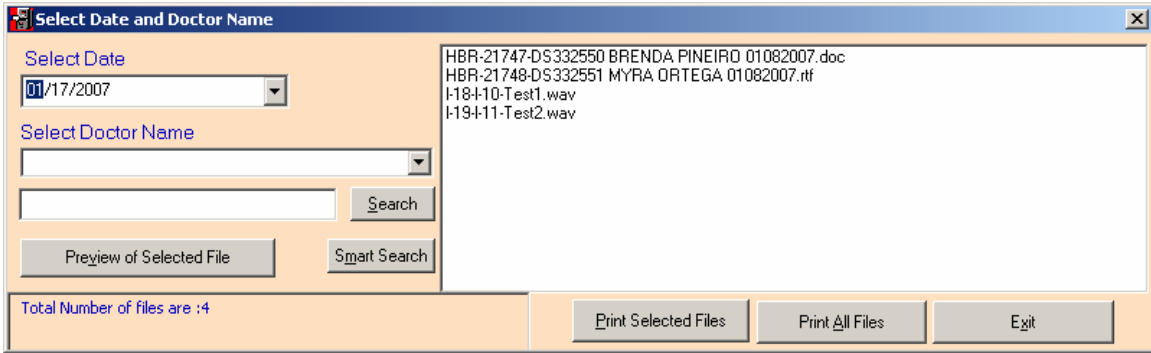 Select Date and Doctor Name
Select Date
01/17/2007
Select Doctor Name
Search
Preview of Selected File
Smart Search
HBR-21747-DS332550 BRENDA PINEIRO 01082007.doc
HBR-21748-DS332551 MYRA ORTEGA 01082007.rtf
I-18-I-10-Test1.wav
I-19-I-11-Test2.wav
Total Number of files are :4
Print Selected Files
Print All Files
Exit